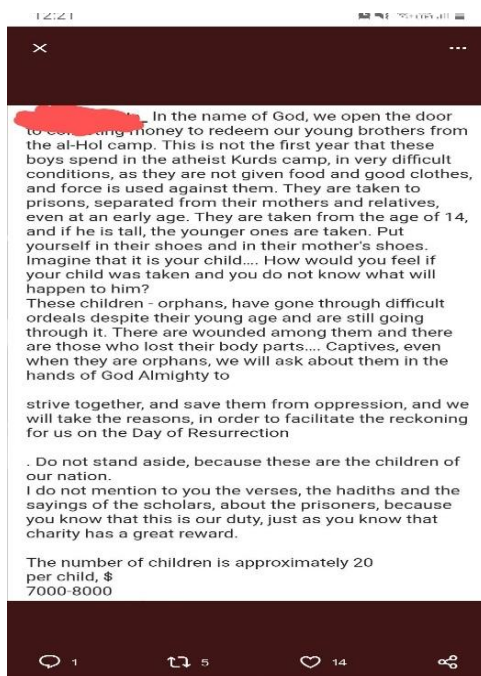 12:21
In the name of God, we open the door
money to redeem our young brothers from
the al-Hol camp. This is not the first year that these
boys spend in the atheist Kurds camp, in very difficult
conditions, as they are not given food and good clothes,
and force is used against them. They are taken to
prisons, separated from their mothers and relatives,
even at an early age. They are taken from the age of 14,
and if he is tall, the younger ones are taken. Put
yourself in their shoes and in their mother's shoes.
Imagine that it is your child.... How would you feel if
your child was taken and you do not know what will
happen to him?
These children - orphans, have gone through difficult
ordeals despite their young age and are still going
through it. There are wounded among them and there
are those who lost their body parts.... Captives, even
when they are orphans, we will ask about them in the
hands of God Almighty to
strive together, and save them from oppression, and we
will take the reasons, in order to facilitate the reckoning
for us on the Day of Resurrection
. Do not stand aside, because these are the children of
our nation.
I do not mention to you the verses, the hadiths and the
sayings of the scholars, about the prisoners, because
you know that this is our duty, just as you know that
charity has a great reward.
The number of children is approximately 20
per child, $
7000-8000
1 5 14